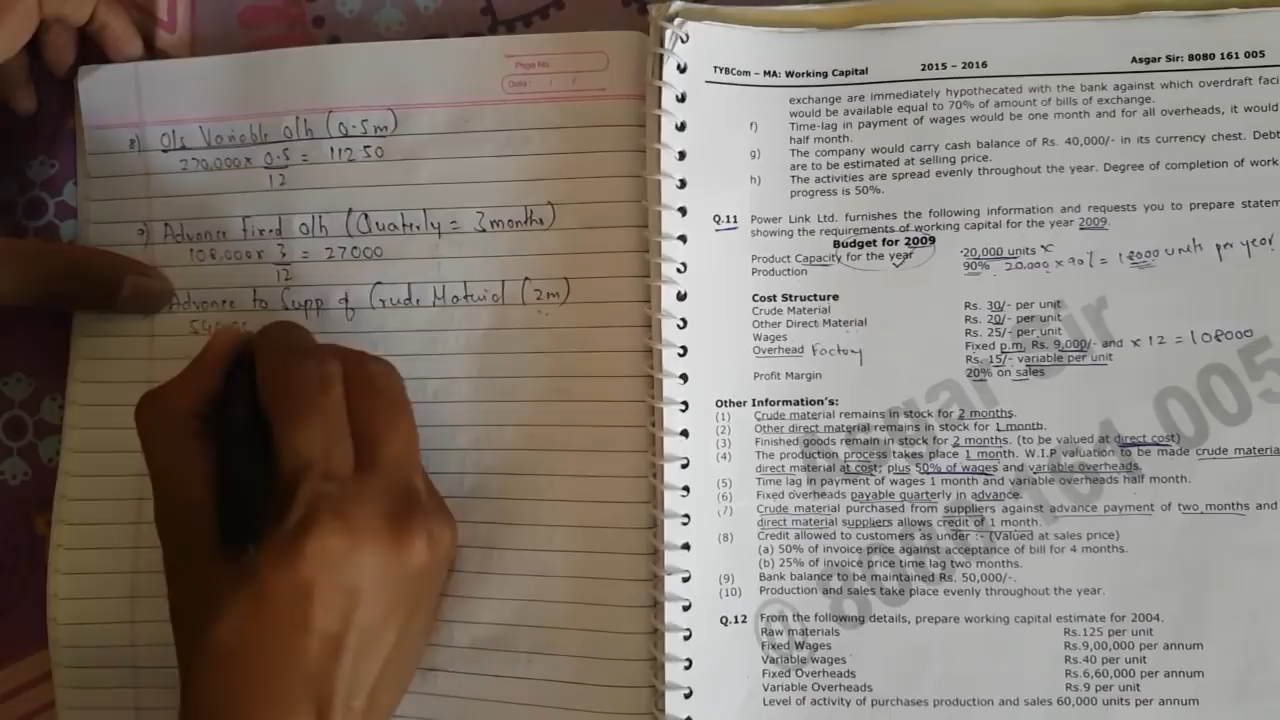 Page No.
Date : / /
8) O/s Variable o/h (0.5m)
270,000 x 0.5 = 11250
12
9) Advance fixed o/h (Quaterly = 3 months)
108,000 x 3 = 27000
12
Advance to Supp of Crude Material (2m)
TYBCom – MA: Working Capital 2015 – 2016 Asgar Sir: 8080 161 005
exchange are immediately hypothecated with the bank against which overdraft faci
would be available equal to 70% of amount of bills of exchange.
f) Time-lag in payment of wages would be one month and for all overheads, it would
half month.
g) The company would carry cash balance of Rs. 40,000/- in its currency chest. Debt
are to be estimated at selling price.
h) The activities are spread evenly throughout the year. Degree of completion of work
progress is 50%.
Q.11 Power Link Ltd. furnishes the following information and requests you to prepare statem
showing the requirements of working capital for the year 2009.
Budget for 2009
Product Capacity for the year 20,000 units x
Production 90% 20,000 x 90% = 18000 units per year
Cost Structure
Crude Material Rs. 30/- per unit
Other Direct Material Rs. 20/- per unit
Wages Rs. 25/- per unit
Overhead Factory Fixed p.m, Rs. 9,000/- and x 12 = 108000
Rs. 15/- variable per unit
Profit Margin 20% on sales
Other Information's:
(1) Crude material remains in stock for 2 months.
(2) Other direct material remains in stock for 1 month.
(3) Finished goods remain in stock for 2 months. (to be valued at direct cost)
(4) The production process takes place 1 month. W.I.P valuation to be made crude materia
direct material at cost; plus 50% of wages and variable overheads.
(5) Time lag in payment of wages 1 month and variable overheads half month.
(6) Fixed overheads payable quarterly in advance.
(7) Crude material purchased from suppliers against advance payment of two months and
direct material suppliers allows credit of 1 month.
(8) Credit allowed to customers as under :- (Valued at sales price)
(a) 50% of invoice price against acceptance of bill for 4 months.
(b) 25% of invoice price time lag two months.
(9) Bank balance to be maintained Rs. 50,000/-.
(10) Production and sales take place evenly throughout the year.
Q.12 From the following details, prepare working capital estimate for 2004.
Raw materials Rs.125 per unit
Fixed Wages Rs.9,00,000 per annum
Variable wages Rs.40 per unit
Fixed Overheads Rs.6,60,000 per annum
Variable Overheads Rs.9 per unit
Level of activity of purchases production and sales 60,000 units per annum